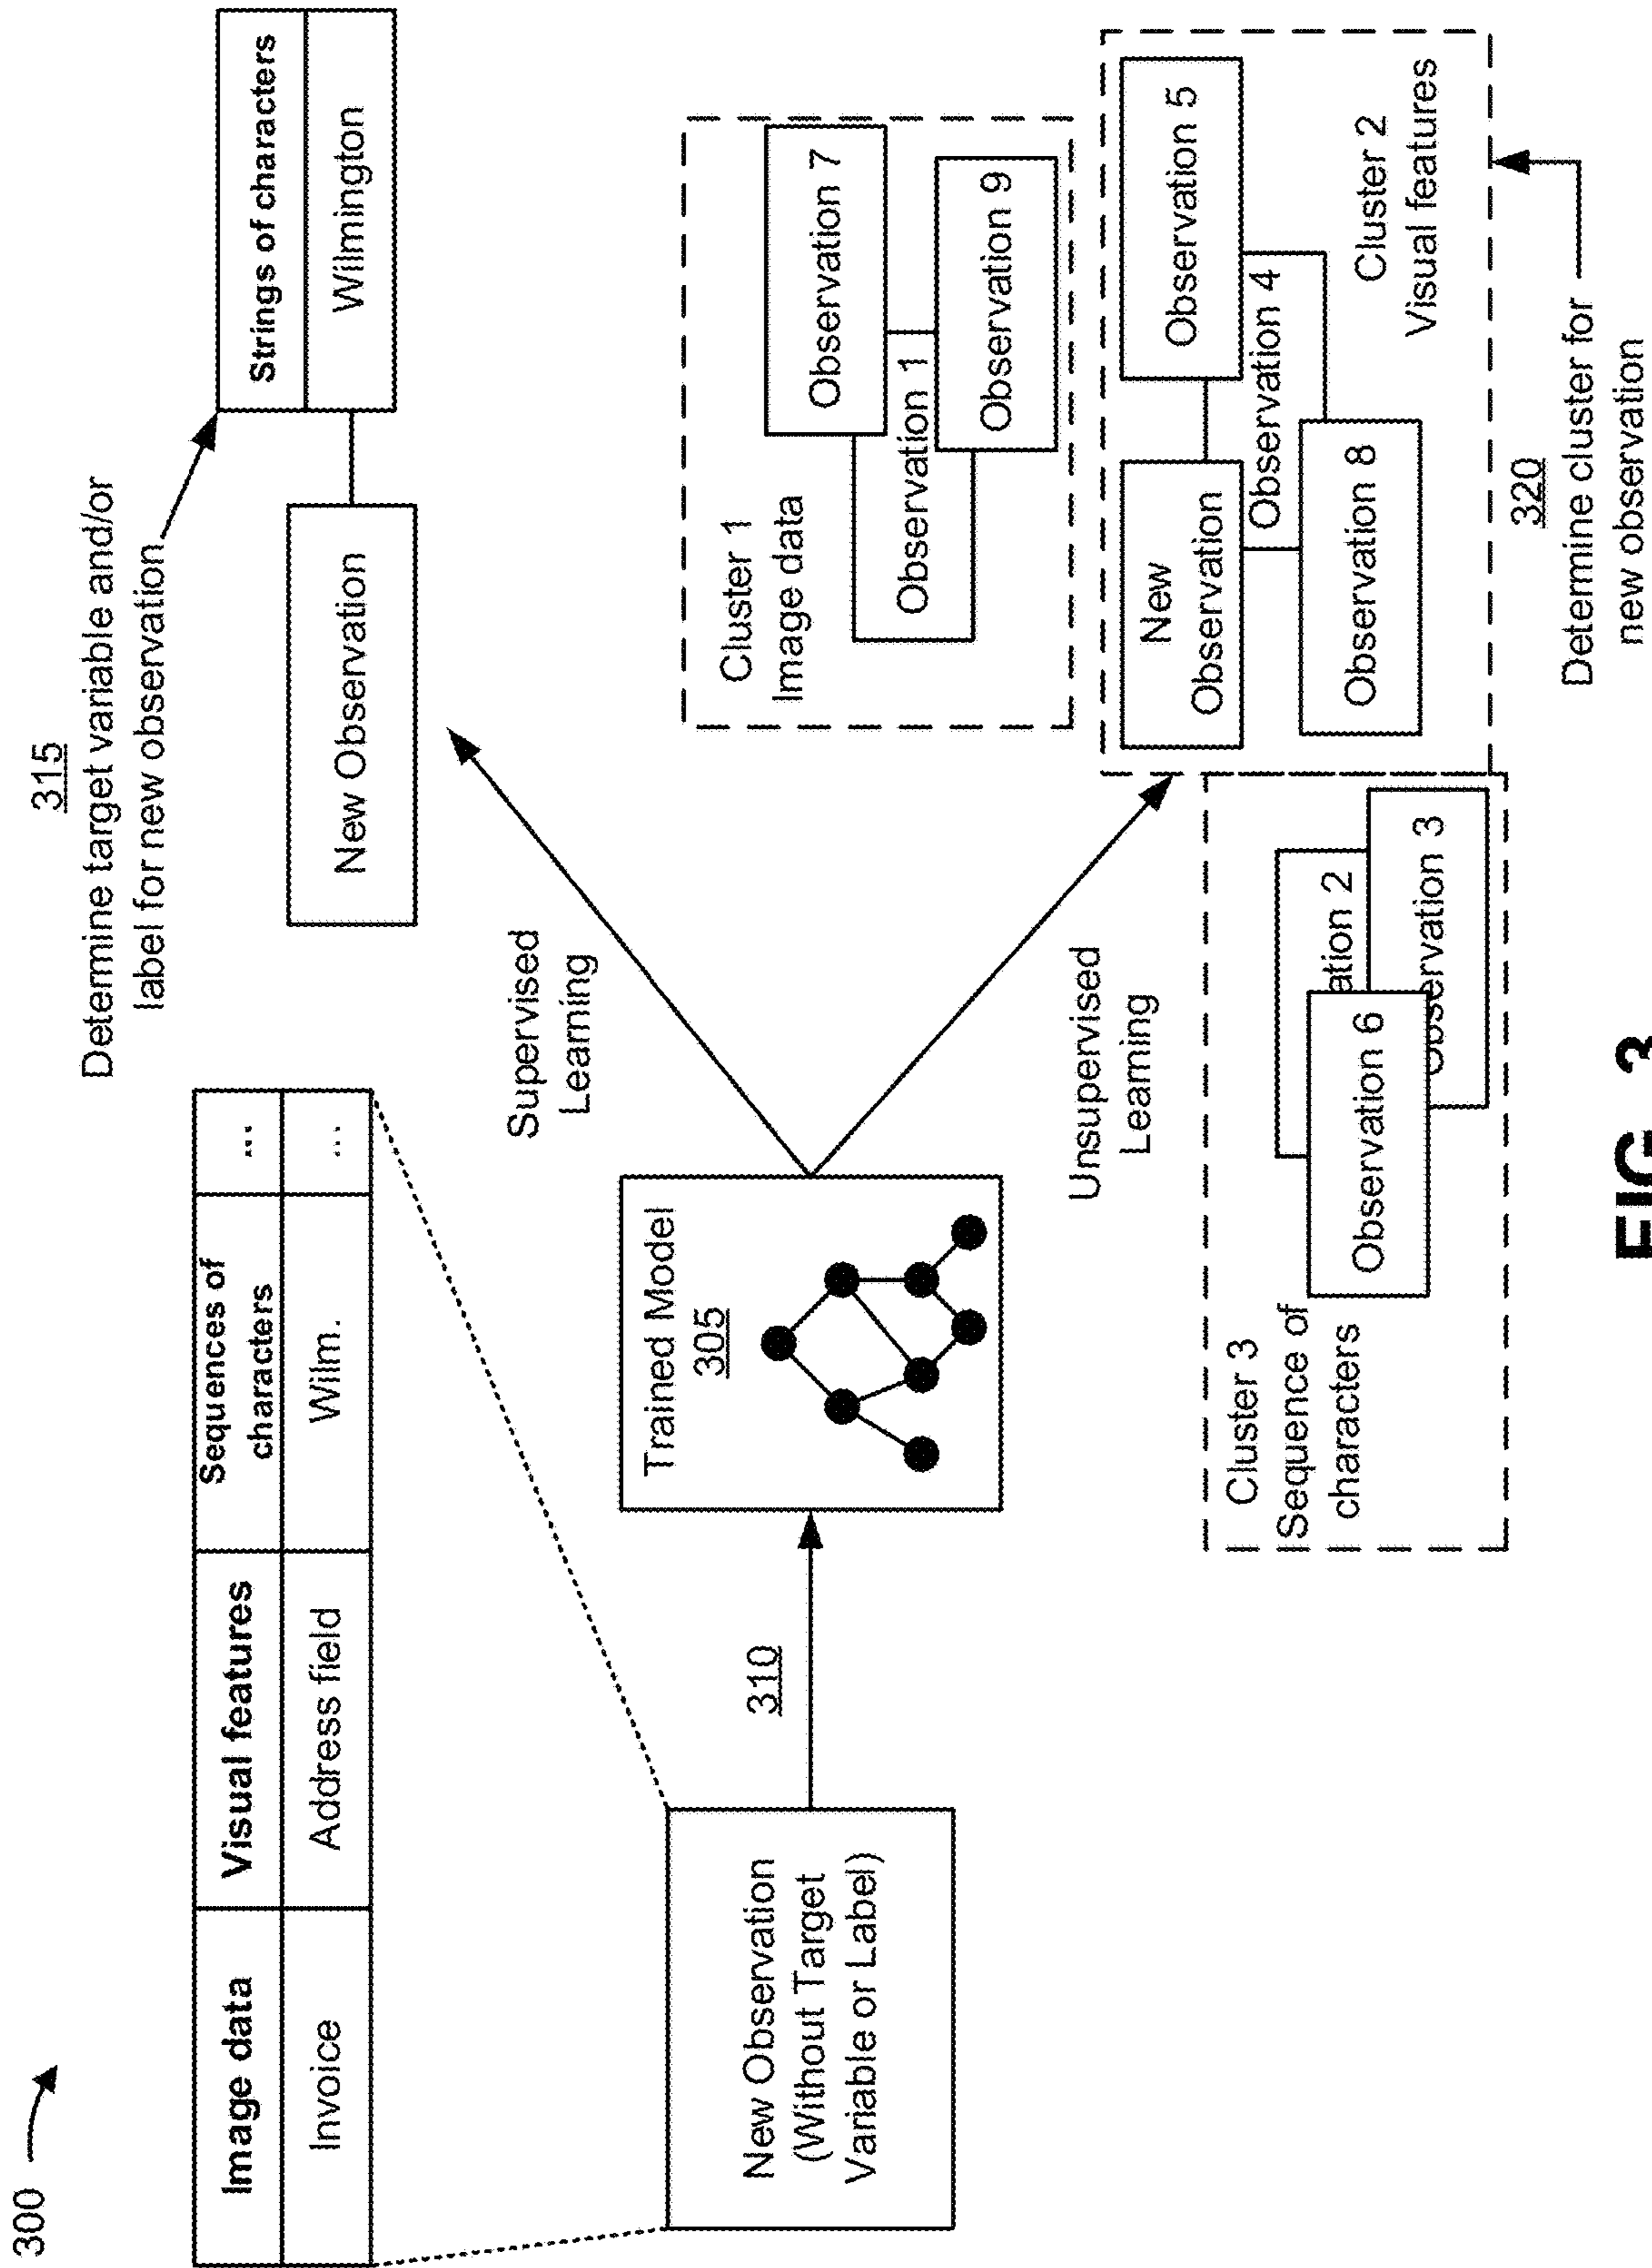 300
Image data Visual features Sequences of
characters ...
Invoice Address field Wilm. ...
315
Determine target variable and/or
label for new observation
Strings of characters
Wilmington
New Observation
Supervised
Learning
New Observation
(Without Target
Variable or Label)
310
Trained Model
305
Unsupervised
Learning
Cluster 1
Image data
Observation 7
Observation 1
Observation 9
New
Observation
Observation 5
Observation 4
Observation 8
Cluster 2
Visual features
Cluster 3
Sequence of
characters
ation 2
Observation 6
bservation 3
320
Determine cluster for
new observation
FIG. 3